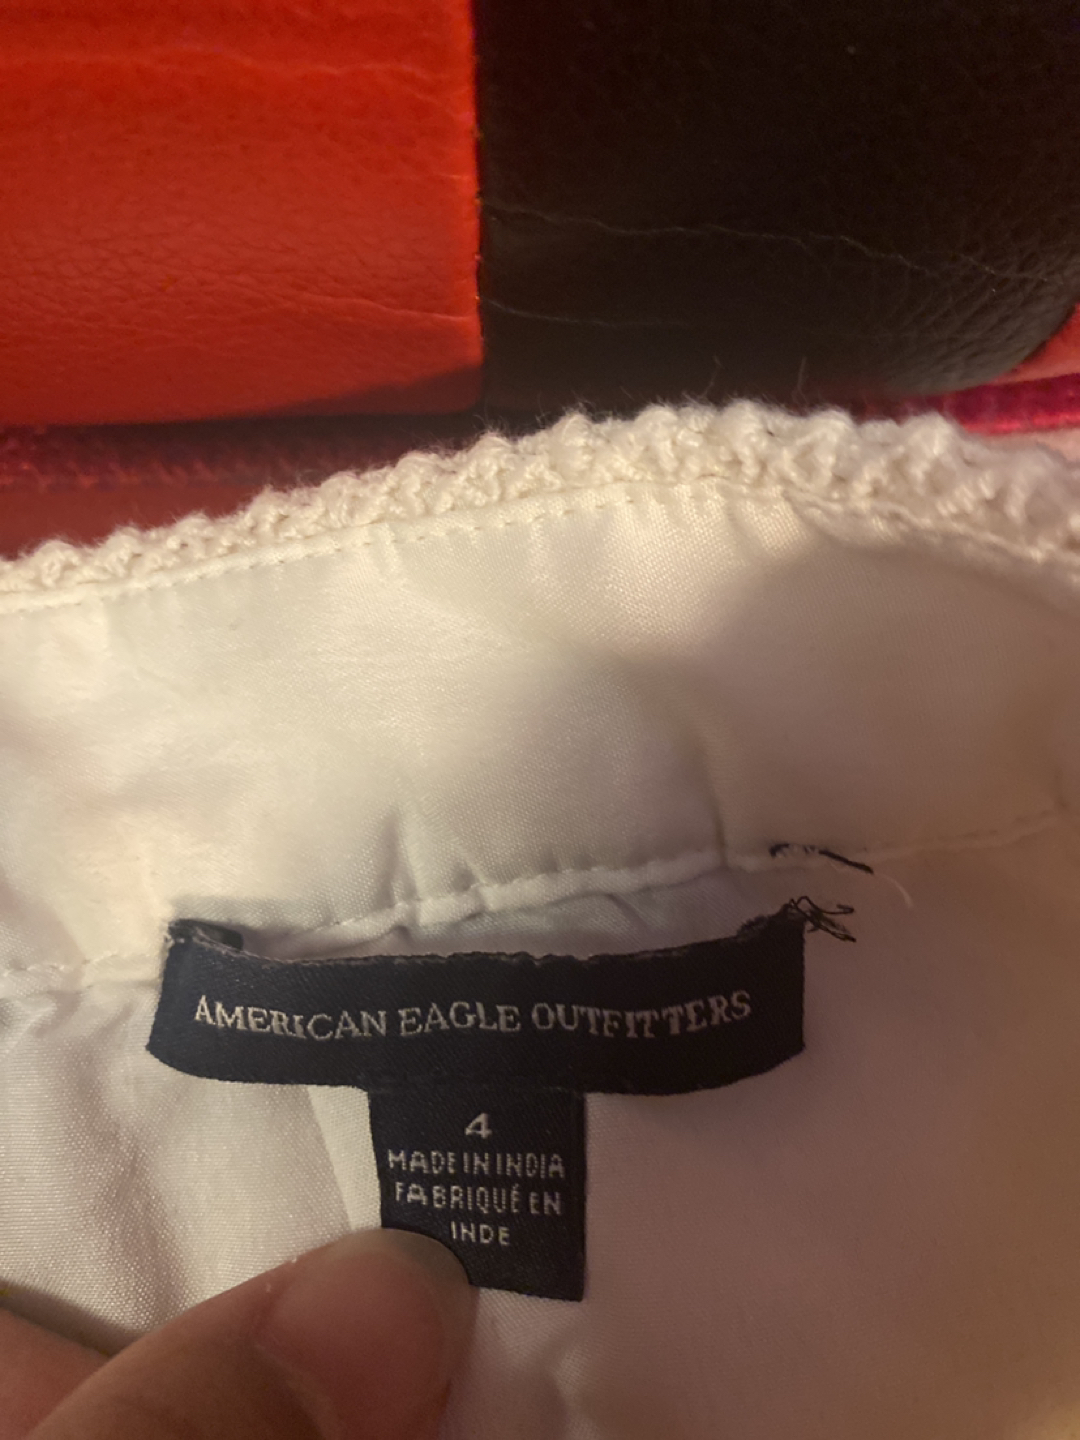 AMERICAN EAGLE OUTFITTERS
4
MADE IN INDIA
FABRIQUÉ EN
INDE